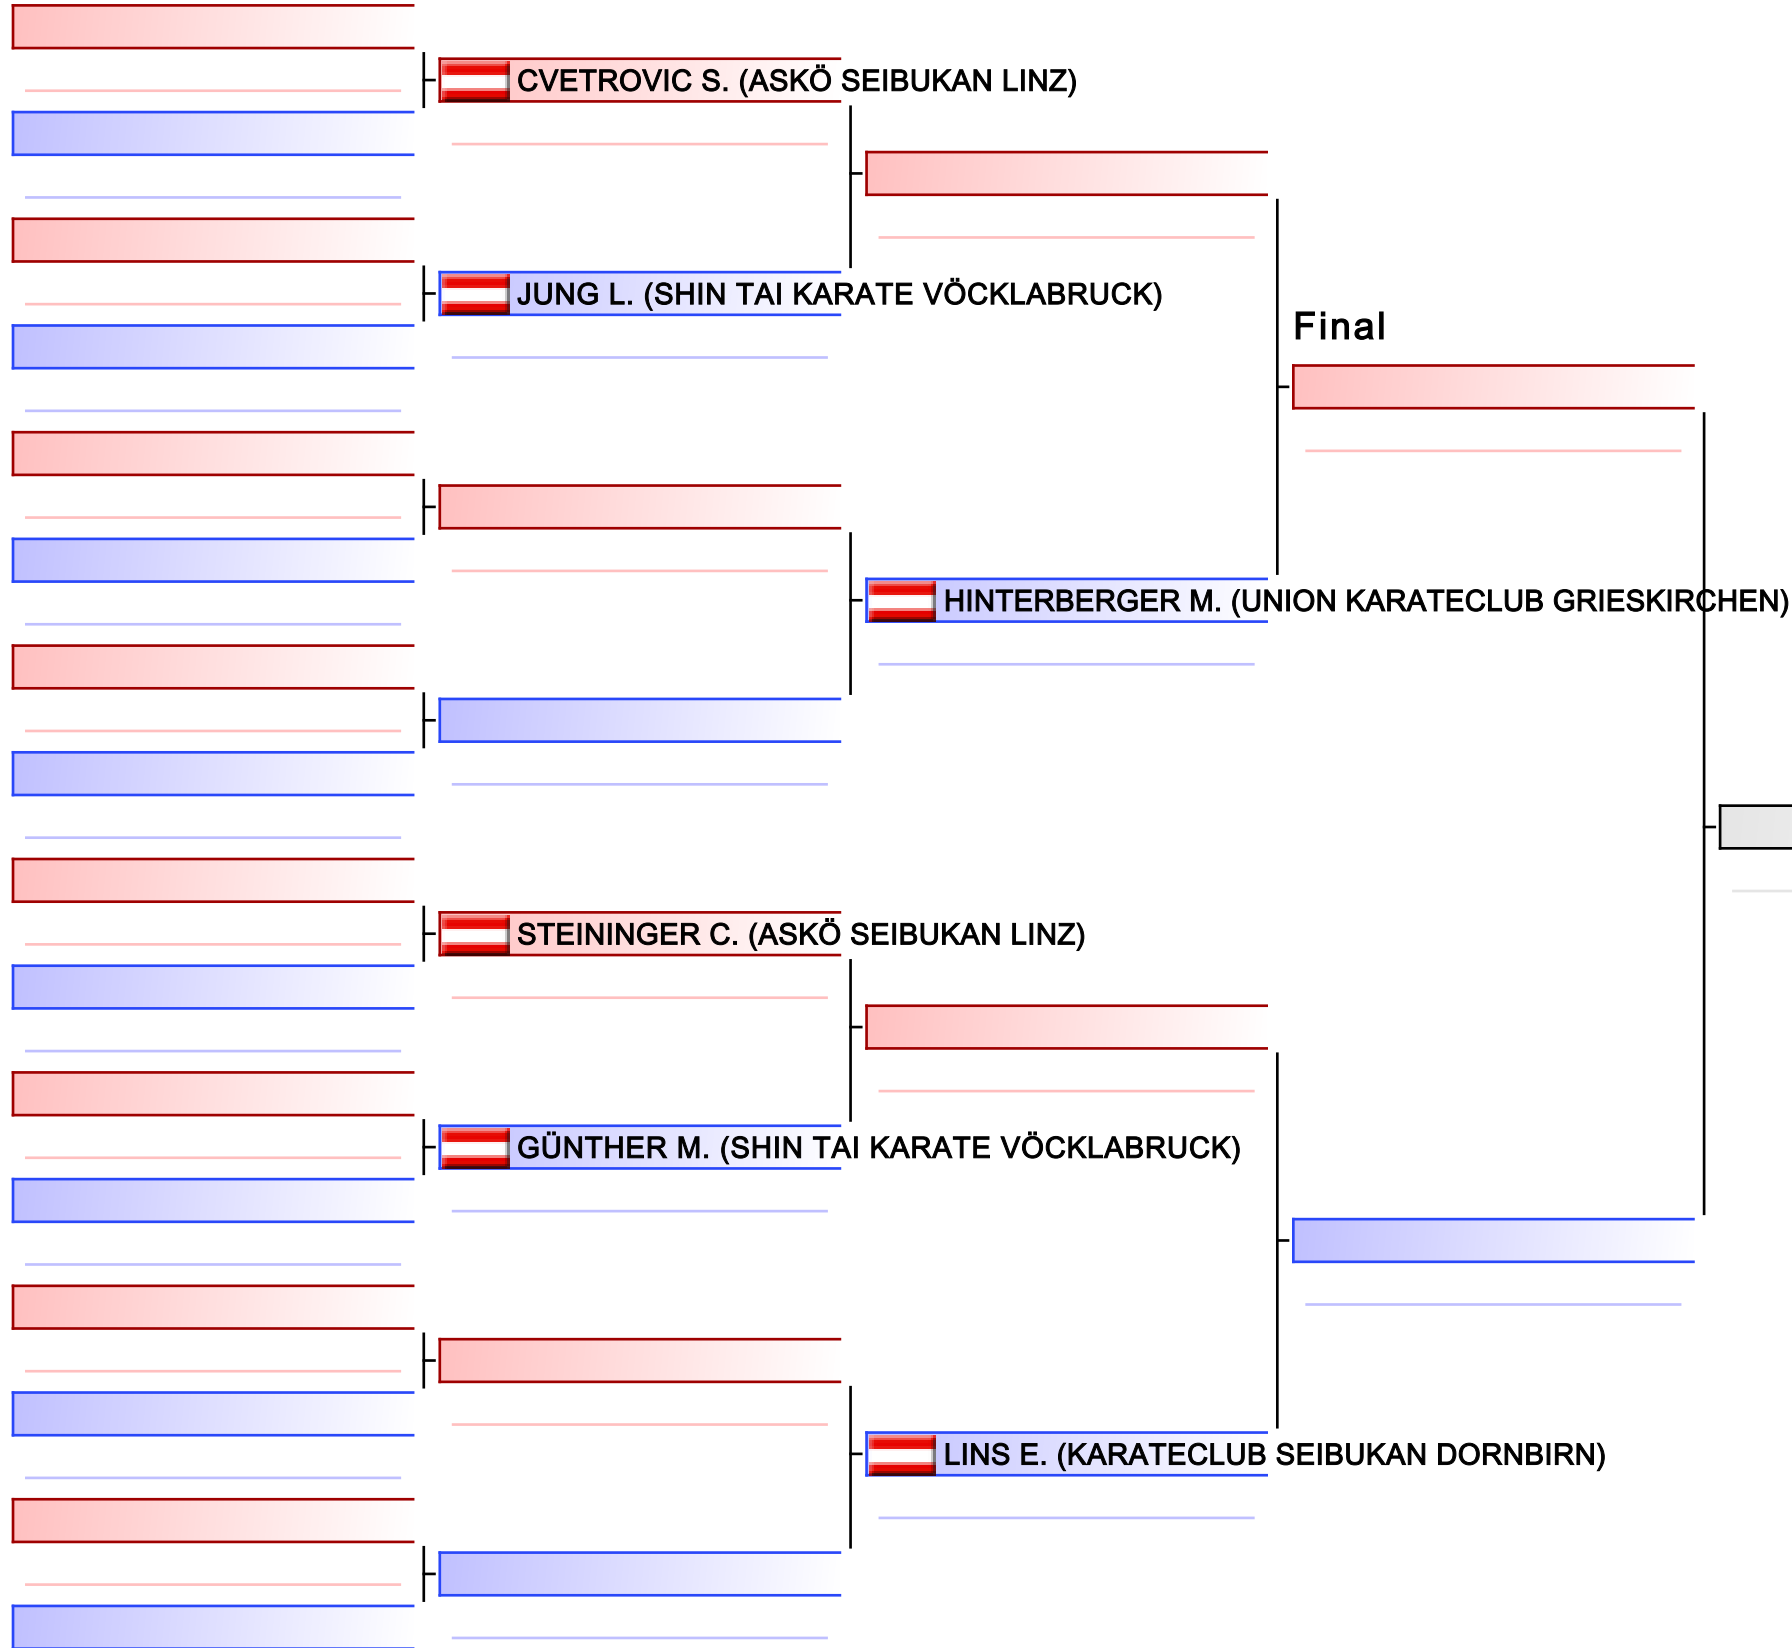 CVETROVIC S. (ASKÖ SEIBUKAN LINZ)
JUNG L. (SHIN TAI KARATE VÖCKLABRUCK)
Final
HINTERBERGER M. (UNION KARATECLUB GRIESKIRCHEN)
STEININGER C. (ASKÖ SEIBUKAN LINZ)
GÜNTHER M. (SHIN TAI KARATE VÖCKLABRUCK)
LINS E. (KARATECLUB SEIBUKAN DORNBIRN)